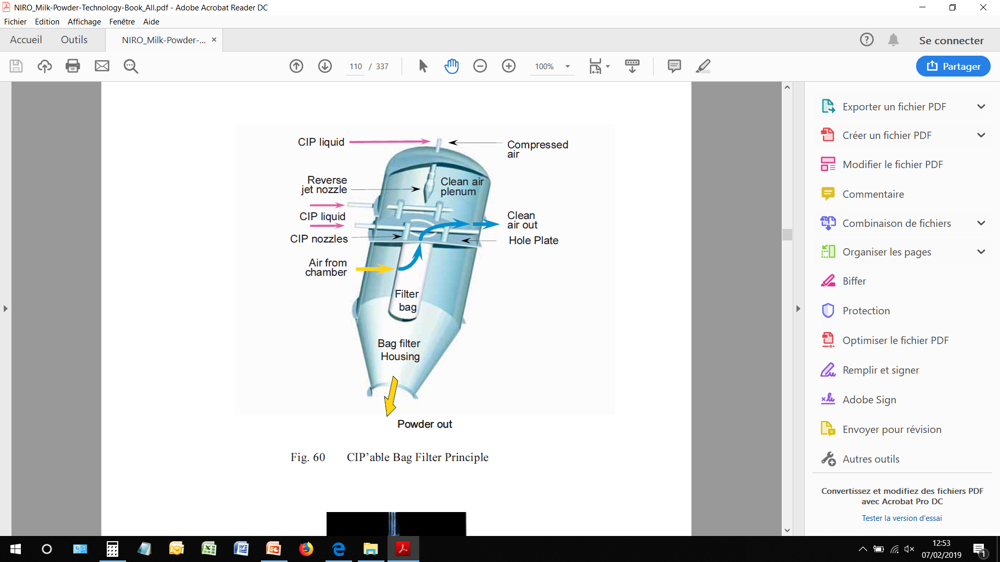 NIRO_Milk-Powder-Technology-Book_All.pdf - Adobe Acrobat Reader DC
Fichier Edition Affichage Fenêtre Aide
Accueil Outils NIRO_Milk-Powder-... × Se connecter
110 / 337 100% Partager
CIP liquid
Compressed
air
Reverse
jet nozzle
Clean air
plenum
CIP liquid
Clean
air out
CIP nozzles
Hole Plate
Air from
chamber
Filter
bag
Bag filter
Housing
Powder out
Fig. 60 CIP’able Bag Filter Principle
Exporter un fichier PDF
Créer un fichier PDF
Modifier le fichier PDF
Commentaire
Combinaison de fichiers
Organiser les pages
Biffer
Protection
Optimiser le fichier PDF
Remplir et signer
Adobe Sign
Envoyer pour révision
Autres outils
Convertissez et modifiez des fichiers PDF
avec Acrobat Pro DC
Tester la version d'essai
12:53
07/02/2019
1